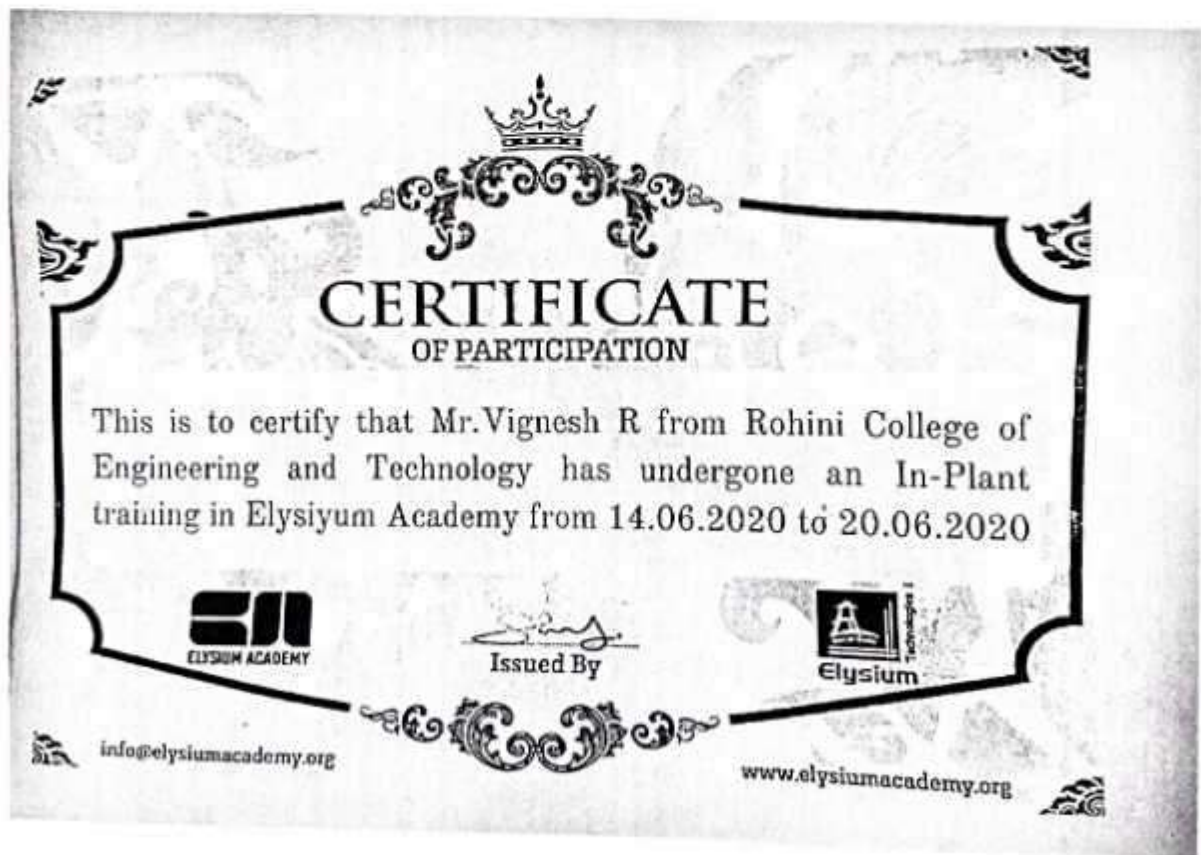 CERTIFICATE
OF PARTICIPATION
This is to certify that Mr.Vignesh R from Rohini College of
Engineering and Technology has undergone an In-Plant
training in Elysiyum Academy from 14.06.2020 to 20.06.2020
ELYSIUM ACADEMY
Issued By
Elysium
Technologies
info@elysiumacademy.org
www.elysiumacademy.org